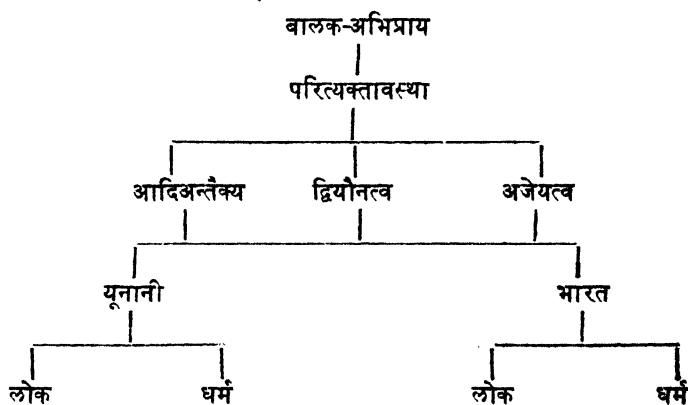 बालक-अभिप्राय
परित्यक्तावस्था
आदिअन्तैक्य द्वियौनत्व अजेयत्व
यूनानी भारत
लोक धर्म लोक धर्म